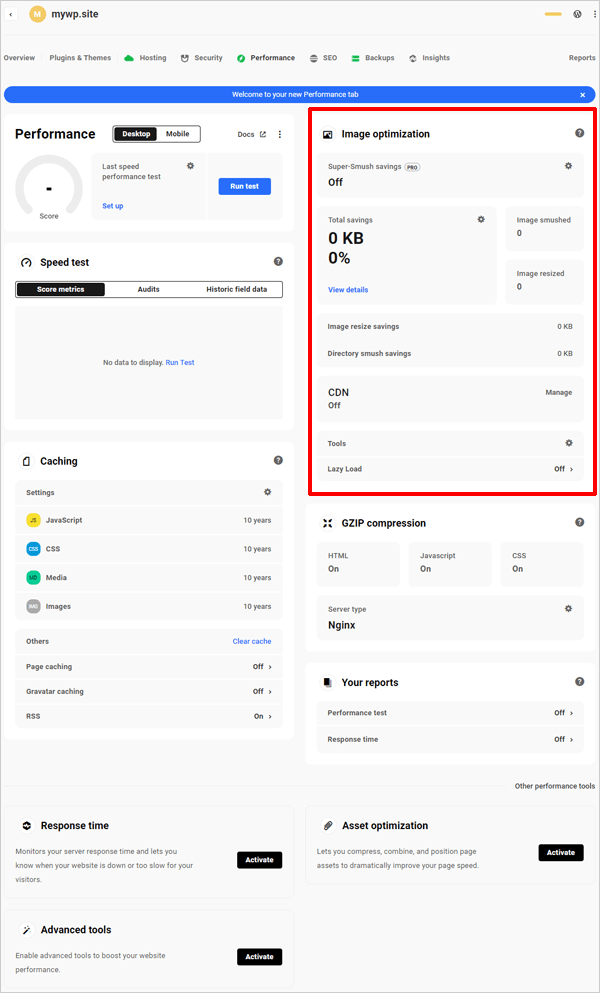 M mywp.site
Overview Plugins & Themes Hosting Security Performance SEO Backups Insights Reports
Welcome to your new Performance tab
Performance Desktop Mobile Docs
Last speed
performance test
Set up
Run test
-
Score
Speed test
Score metrics Audits Historic field data
No data to display. Run Test
Caching
Settings
JS JavaScript 10 years
CSS CSS 10 years
MD Media 10 years
IMG Images 10 years
Others Clear cache
Page caching Off
Gravatar caching Off
RSS On
Image optimization
Super-Smush savings PRO
Off
Total savings
0 KB
0%
View details
Image smushed
0
Image resized
0
Image resize savings 0 KB
Directory smush savings 0 KB
CDN Manage
Off
Tools
Lazy Load Off
GZIP compression
HTML
On
Javascript
On
CSS
On
Server type
Nginx
Your reports
Performance test Off
Response time Off
Other performance tools
Response time
Monitors your server response time and lets you
know when your website is down or too slow for your
visitors.
Activate
Asset optimization
Lets you compress, combine, and position page
assets to dramatically improve your page speed.
Activate
Advanced tools
Enable advanced tools to boost your website
performance.
Activate